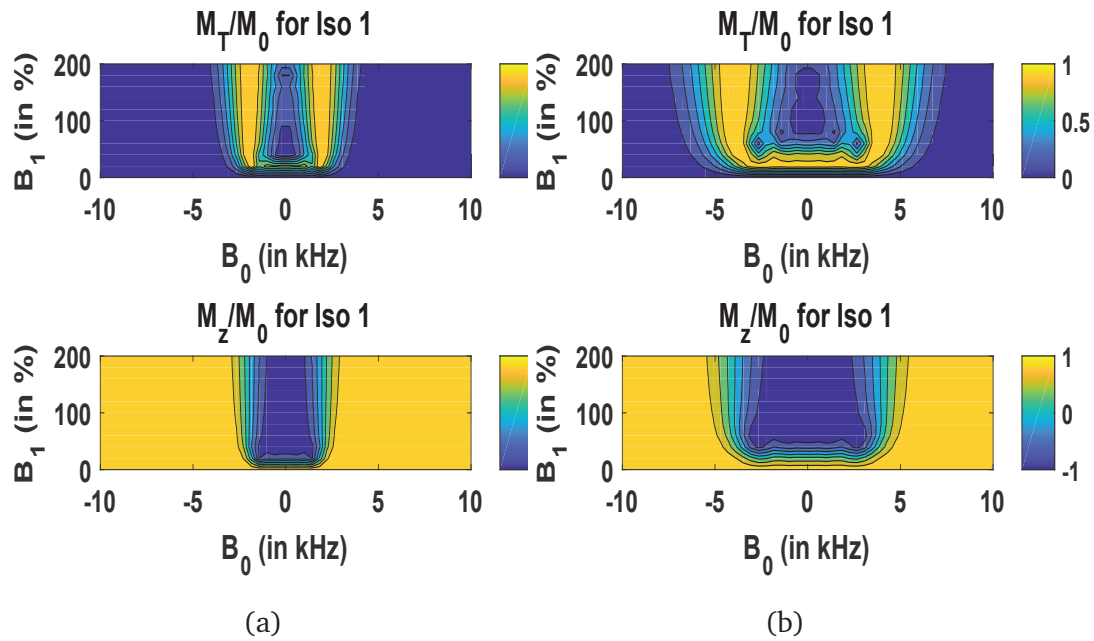 M_T/M_0 for Iso 1
200
100
0
B_1 (in %)
-10 -5 0 5 10
B_0 (in kHz)
M_T/M_0 for Iso 1
200
100
0
B_1 (in %)
-10 -5 0 5 10
B_0 (in kHz)
1
0.5
0
M_z/M_0 for Iso 1
200
100
0
B_1 (in %)
-10 -5 0 5 10
B_0 (in kHz)
M_z/M_0 for Iso 1
200
100
0
B_1 (in %)
-10 -5 0 5 10
B_0 (in kHz)
1
0
-1
(a)
(b)